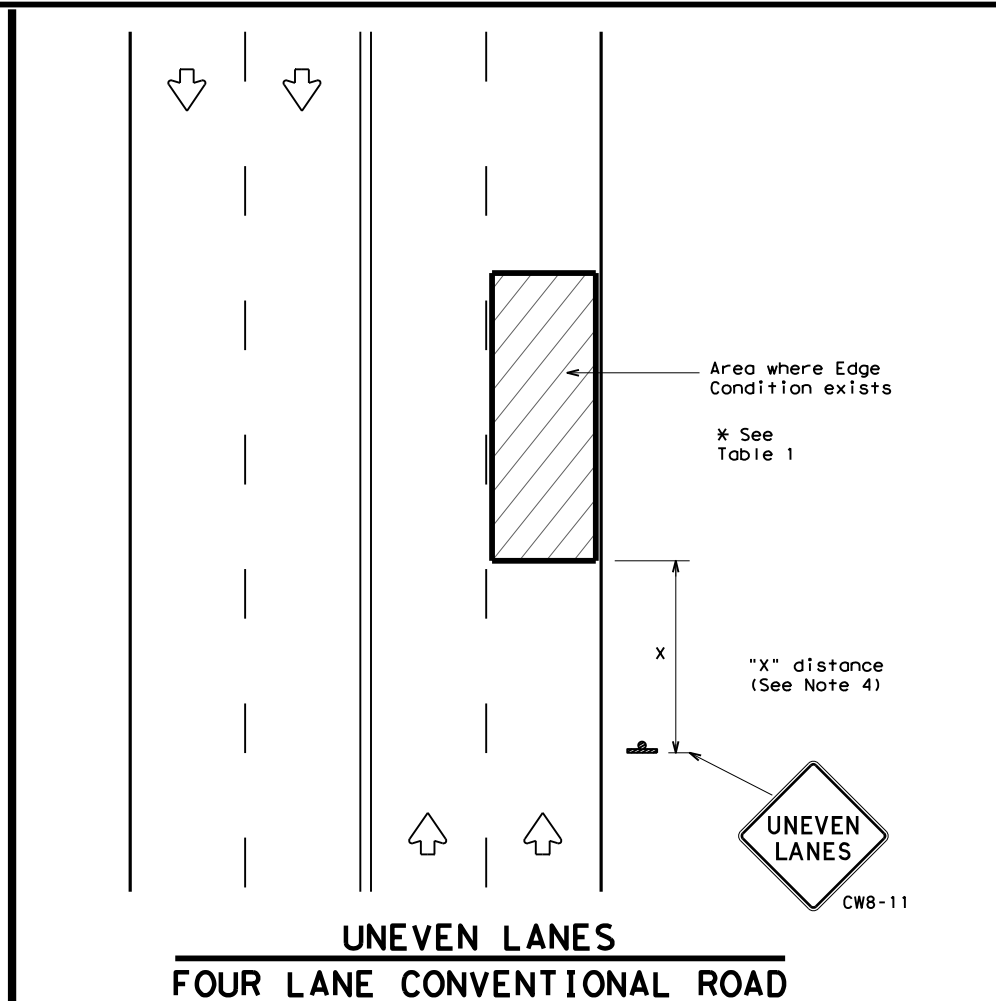 Area where Edge
Condition exists
* See
Table 1
X
"X" distance
(See Note 4)
UNEVEN
LANES
CW8-11
UNEVEN LANES
FOUR LANE CONVENTIONAL ROAD